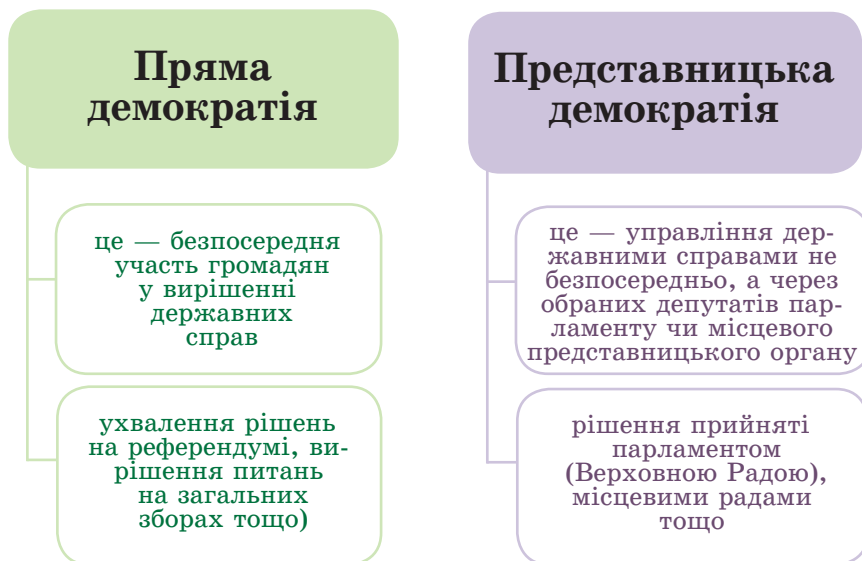 Пряма
демократія
це — безпосередня
участь громадян
у вирішенні
державних
справ
ухвалення рішень
на референдумі, ви-
рішення питань
на загальних
зборах тощо)
Представницька
демократія
це — управління дер-
жавними справами не
безпосередньо, а через
обраних депутатів пар-
ламенту чи місцевого
представницького органу
рішення прийняті
парламентом
(Верховною Радою),
місцевими радами
тощо